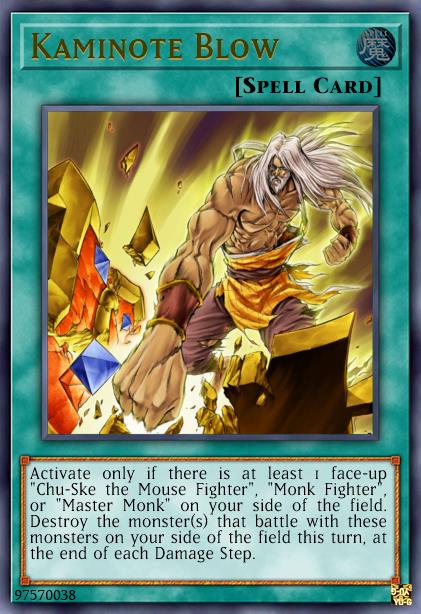 Kaminote Blow
[Spell Card]
Activate only if there is at least 1 face-up
"Chu-Ske the Mouse Fighter", "Monk Fighter",
or "Master Monk" on your side of the field.
Destroy the monster(s) that battle with these
monsters on your side of the field this turn, at
the end of each Damage Step.
97570038